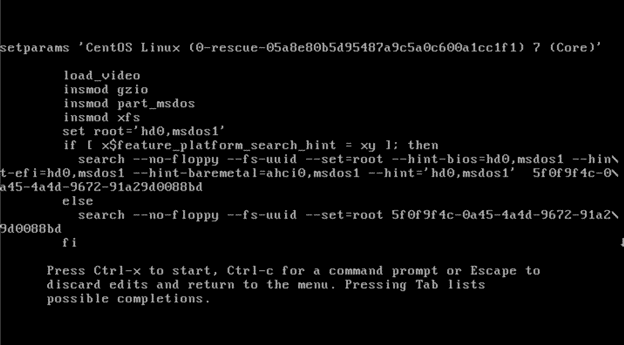 setparams 'CentOS Linux (0-rescue-05a8e80b5d95487a9c5a0c600a1cc1f1) 7 (Core)'
load_video
insmod gzio
insmod part_msdos
insmod xfs
set root='hd0,msdos1'
if [ x$feature_platform_search_hint = xy ]; then
search --no-floppy --fs-uuid --set=root --hint-bios=hd0,msdos1 --hin\
t-efi=hd0,msdos1 --hint-baremetal=ahci0,msdos1 --hint='hd0,msdos1'  5f0f9f4c-0\
a45-4a4d-9672-91a29d0088bd
else
search --no-floppy --fs-uuid --set=root 5f0f9f4c-0a45-4a4d-9672-91a2\
9d0088bd
fi
Press Ctrl-x to start, Ctrl-c for a command prompt or Escape to
discard edits and return to the menu. Pressing Tab lists
possible completions.